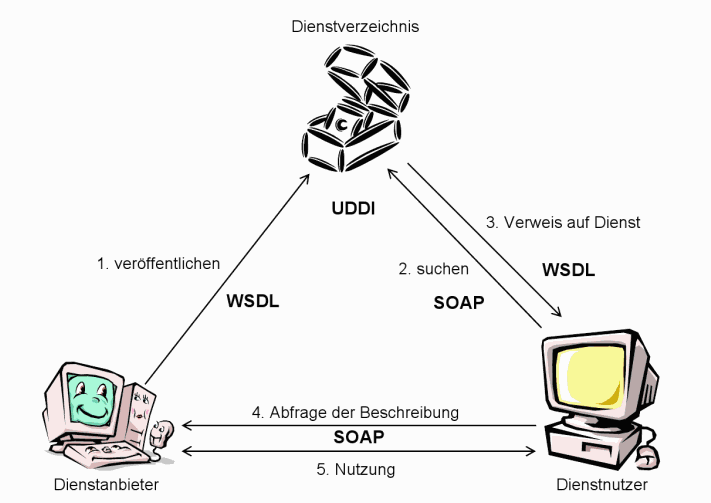 Dienstverzeichnis
UDDI
3. Verweis auf Dienst
1. veröffentlichen
2. suchen
WSDL
WSDL
SOAP
4. Abfrage der Beschreibung
SOAP
5. Nutzung
Dienstanbieter
Dienstnutzer